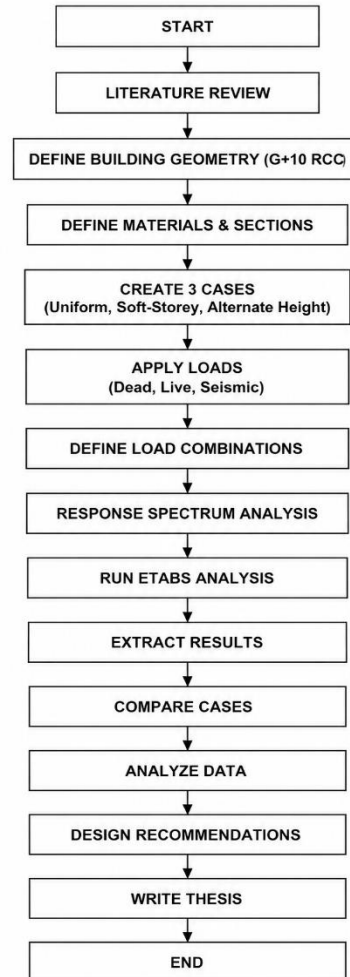 START
LITERATURE REVIEW
DEFINE BUILDING GEOMETRY (G+10 RCC)
DEFINE MATERIALS & SECTIONS
CREATE 3 CASES
(Uniform, Soft-Storey, Alternate Height)
APPLY LOADS
(Dead, Live, Seismic)
DEFINE LOAD COMBINATIONS
RESPONSE SPECTRUM ANALYSIS
RUN ETABS ANALYSIS
EXTRACT RESULTS
COMPARE CASES
ANALYZE DATA
DESIGN RECOMMENDATIONS
WRITE THESIS
END